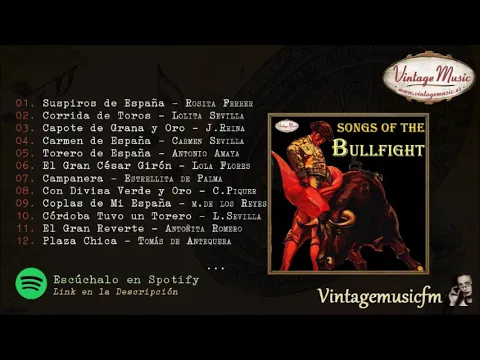 Vintage Music
www.vintagemusic.es
01. Suspiros de España - Rosita Ferrer
02. Corrida de Toros - Lolita Sevilla
03. Capote de Grana y Oro - J.Reina
04. Carmen de España - Carmen Sevilla
05. Torero de España - Antonio Amaya
06. El Gran César Girón - Lola Flores
07. Campanera - Estrellita de Palma
08. Con Divisa Verde y Oro - C.Piquer
09. Coplas de Mi España - M.de los Reyes
10. Córdoba Tuvo un Torero - L.Sevilla
11. El Gran Reverte - Antoñita Romero
12. Plaza Chica - Tomás de Antequera
...
Songs of the
Bullfight
Escúchalo en Spotify
Link en la Descripción
Vintagemusicfm